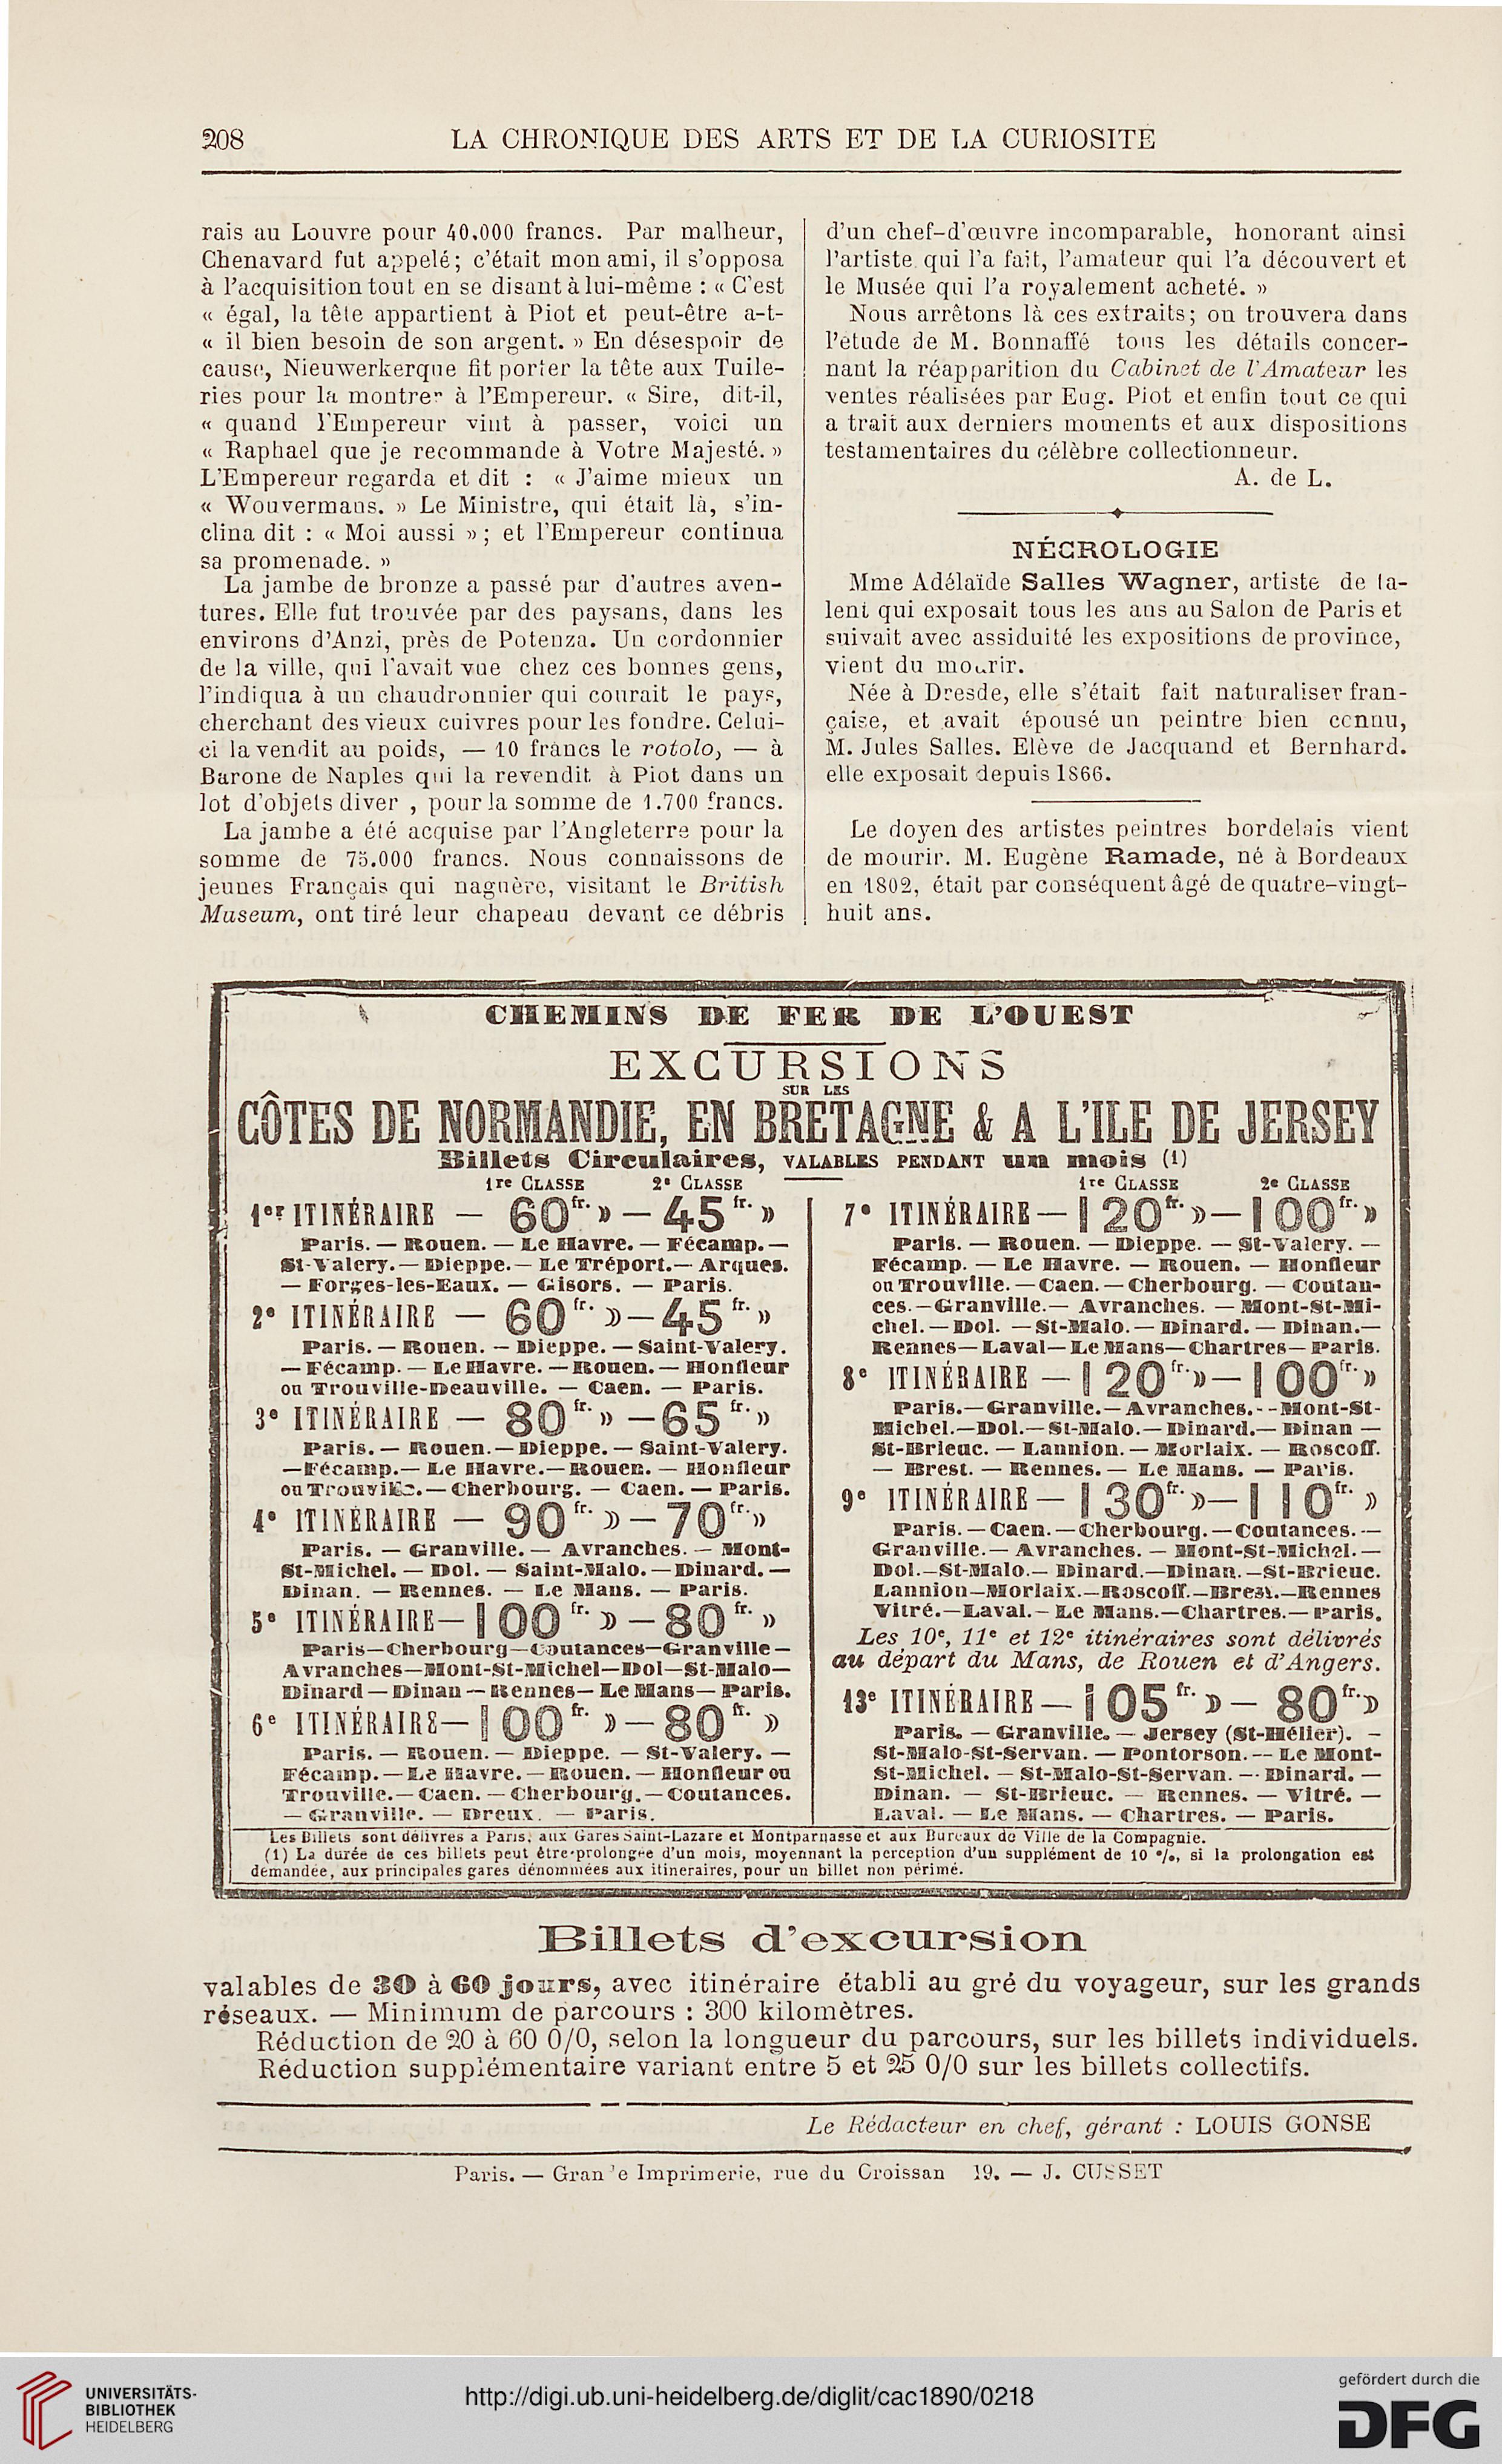 208
LA CHRONIQUE DES ARTS ET DE LA CURIOSITÉ
rais au Louvre pour 40.000 francs. Par malheur,
Chenavard fut appelé; c'était mon ami, il s'opposa
à l'acquisition tout en se disant à lui-même : « C'est
« égal, la tête appartient à Piot et peut-être a-t-
« il bien besoin de son argent. » En désespoir de
cause, Nieuwerkerque fit porter la tête aux Tuile-
ries pour la montrer à l'Empereur. « Sire, dit-il,
« quand l'Empereur vint à passer, voici un
« Raphael que je recommande à Votre Majesté. »
L'Empereur regarda et dit : « J'aime mieux un
« Wouvermans. » Le Ministre, qui était là, s'in-
clina dit : « Moi aussi » ; et l'Empereur continua
sa promenade. »
La jambe de bronze a passé par d'autres aven-
tures. Elle fut trouvée par des paysans, dans les
environs d'Anzi, près de Potenza. Un cordonnier
de la ville, qui l'avait vue chez ces bonnes gens,
l'indiqua à un chaudronnier qui courait le pays,
cherchant des vieux cuivres pour les fondre. Celui-
ci la vendit au poids, — 10 francs le rotolo, — à
Barone de Naples qui la revendit à Piot dans un
lot d'objets diver , pour la somme de 1.700 francs.
La jambe a été acquise par l'Angleterre pour la
somme de 75.000 francs. Nous connaissons de
jeunes Français qui naguère, visitant le British
Museum, ont tiré leur chapeau devant ce débris
d'un chef-d'œuvre incomparable, honorant ainsi
l'artiste qui l'a fait, l'amateur qui l'a découvert et
le Musée qui l'a royalement acheté. »
Nous arrêtons là ces extraits; on trouvera dans
l'étude de M. Bonnaffé tous les détails concer-
nant la réapparition du Cabinet de l'Amateur les
ventes réalisées par Eug. Piot et enfin tout ce qui
a trait aux derniers moments et aux dispositions
testamentaires du célèbre collectionneur.
A. de L.
NÉCROLOGIE
Mme Adélaïde Salles Wagner, artiste de ta-
lent qui exposait tous les ans au Salon de Paris et
suivait avec assiduité les expositions de province,
vient du mourir.
Née à Dresde, elle s'était fait naturaliser fran-
çaise, et avait épousé un peintre bien connu,
M. Jules Salles. Elève de Jacquand et Bernhard.
elle exposait depuis 1866.
Le doyen des artistes peintres bordelais vient
de mourir. M. Eugène Ramade, né à Bordeaux
en 1802, était par conséquent âgé de quatre-vingt-
huit ans.
CHEMINS DE FER DE L'OUEST
EXCURSIONS
SUR LES
CÔTES DE NORMANDIE, EN BRETAGNE & A L'ILE DE JERSEY
Billets Circulaires, VALABLES PENDANT un mois (1)
1re CLASSE 2e CLASSE
1er ITINÉRAIRE — 60fr. » — 45fr. »
Paris. — Rouen. — Le Havre. — Fécamp. —
St-Valery. — Dieppe. — Le Tréport. — Arques.
— Forges-les-Eaux. — Gisors. — Paris.
2e ITINÉRAIRE — 60fr. » — 45fr. »
Paris. — Rouen. — Dieppe. — Saint-Valery.
— Fécamp. — Le Havre. — Rouen. — Honfleur
ou Trouville-Deauville. — Caen. — Paris.
3e ITINÉRAIRE — 80fr. » — 65fr. »
Paris. — Rouen. — Dieppe. — Saint-Valery.
— Fécamp. — Le Havre. — Rouen. — Honfleur
ou Trouville. — Cherbourg. — Caen. — Paris.
4e ITINÉRAIRE — 90fr. » — 70fr. »
Paris. — Granville. — Avranches. — Mont-
St-Michel. — Dol. — Saint-Malo. — Dinard. —
Dinan. — Rennes. — Le Mans. — Paris.
5e ITINÉRAIRE — 100fr. » — 80fr. »
Paris — Cherbourg — Coutances — Granville —
Avranches — Mont-St-Michel — Dol — St-Malo —
Dinard — Dinan — Rennes — Le Mans — Paris.
6e ITINÉRAIRE — 100fr. » — 80fr. »
Paris. — Rouen. — Dieppe. — St-Valery. —
Fécamp. — Le Havre. — Rouen. — Honfleur ou
Trouville. — Caen. — Cherbourg. — Coutances.
— Granville. — Dreux. — Paris.
1re CLASSE 2e CLASSE
7e ITINÉRAIRE — 120fr. » — 100fr. »
Paris. — Rouen. — Dieppe. — St-Valery. —
Fécamp. — Le Havre. — Rouen. — Honfleur
ou Trouville. — Caen. — Cherbourg. — Coutan-
ces. — Granville. — Avranches. — Mont-St-Mi-
chel. — Dol. — St-Malo. — Dinard. — Dinan. —
Rennes — Laval — Le Mans — Chartres — Paris.
8e ITINÉRAIRE — 120fr. » — 100fr. »
Paris. — Granville. — Avranches. — Mont-St-
Michel. — Dol. — St-Malo. — Dinard. — Dinan —
St-Brieuc. — Lannion. — Morlaix. — Roscoff.
— Brest. — Rennes. — Le Mans. — Paris.
9e ITINÉRAIRE — 130fr. » — 110fr. »
Paris. — Caen. — Cherbourg. — Coutances. —
Granville. — Avranches. — Mont-St-Michel. —
Dol. — St-Malo. — Dinard. — Dinan. — St-Brieuc.
Lannion — Morlaix. — Roscoff. — Brest. — Rennes
Vitré. — Laval. — Le Mans. — Chartres. — Paris.
Les 10e, 11e et 12e itinéraires sont délivrés
au départ du Mans, de Rouen et d'Angers.
13e ITINÉRAIRE — 105fr. » — 80fr. »
Paris. — Granville. — Jersey (St-Hélier). —
St-Malo-St-Servan. — Pontorson. — Le Mont-
St-Michel. — St-Malo-St-Servan. — Dinard. —
Dinan. — St-Brieuc. — Rennes. — Vitré. —
Laval. — Le Mans. — Chartres. — Paris.
Les Billets sont délivrés à Paris, aux Gares Saint-Lazare et Montparnasse et aux Bureaux de Ville de la Compagnie.
(1) La durée de ces billets peut être prolongée d'un mois, moyennant la perception d'un supplément de 10 %, si la prolongation est
demandée, aux principales gares dénommées aux itineraires, pour un billet non périmé.
Billets d'excursion
valables de 30 à 60 jours, avec itinéraire établi au gré du voyageur, sur les grands
réseaux. — Minimum de parcours : 300 kilomètres.
Réduction de 20 à 60 0/0, selon la longueur du parcours, sur les billets individuels.
Réduction supplémentaire variant entre 5 et 25 0/0 sur les billets collectifs.
Le Rédacteur en chef, gérant : LOUIS GONSE
Paris. — Gran'e Imprimerie, rue du Croissan 19. — J. CUSSET
UNIVERSITÄTS-
BIBLIOTHEK
HEIDELBERG
http://digi.ub.uni-heidelberg.de/diglit/cac1890/0218
gefördert durch die
DFG